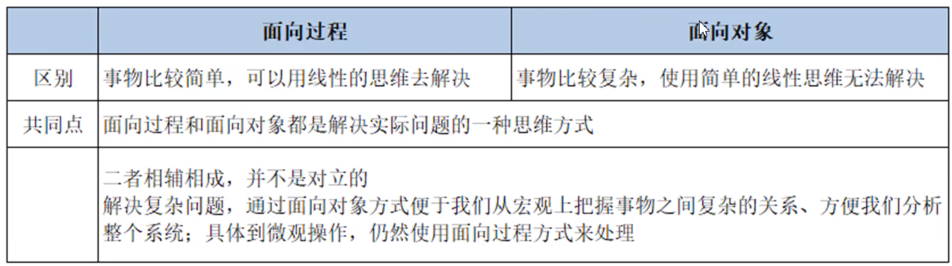 面向过程
面向对象
区别
事物比较简单，可以用线性的思维去解决
事物比较复杂，使用简单的线性思维无法解决
共同点
面向过程和面向对象都是解决实际问题的一种思维方式
二者相辅相成，并不是对立的
解决复杂问题，通过面向对象方式便于我们从宏观上把握事物之间复杂的关系、方便我们分析
整个系统；具体到微观操作，仍然使用面向过程方式来处理